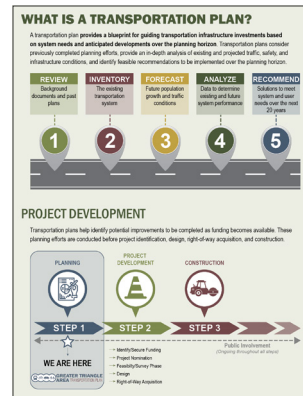 WHAT IS A TRANSPORTATION PLAN?
A transportation plan provides a blueprint for guiding transportation infrastructure investments based
on system needs and anticipated developments over the planning horizon. Transportation plans consider
previously completed planning efforts, provide an in-depth analysis of existing and projected traffic, safety, and
infrastructure conditions, and identify feasible recommendations to be implemented over the planning horizon.
REVIEW
Background
documents and past
plans
INVENTORY
The existing
transportation
system
FORECAST
Future population
growth and traffic
conditions
ANALYZE
Data to determine
existing and future
system performance
RECOMMEND
Solutions to meet
system and user
needs over the next
20 years
1
2
3
4
5
PROJECT DEVELOPMENT
Transportation plans help identify potential improvements to be completed as funding becomes available. These
planning efforts are conducted before project identification, design, right-of-way acquisition, and construction.
PLANNING
PROJECT
DEVELOPMENT
CONSTRUCTION
STEP 1
STEP 2
STEP 3
WE ARE HERE
GREATER TRIANGLE
AREA TRANSPORTATION PLAN
Identify/Secure Funding
Project Nomination
Feasibility/Survey Phase
Design
Right-of-Way Acquisition
Public Involvement
(Ongoing throughout all steps)